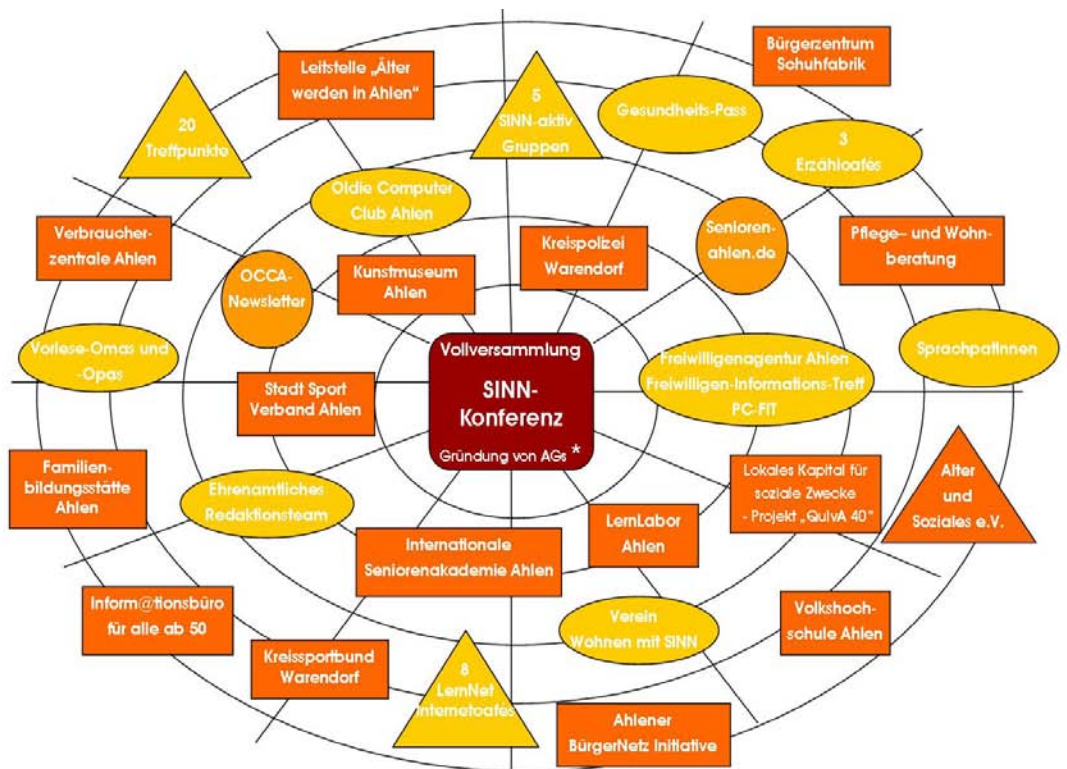 Bürgerzentrum
Schuhfabrik
Leitstelle „Älter
werden in Ahlen“
5
SINN-aktiv
Gruppen
Gesundheits-Pass
20
Treffpunkte
3
Erzählcafés
Oldie Computer
Club Ahlen
Verbraucher-
zentrale Ahlen
Kreispolizei
Warendorf
Senioren-
ahlen.de
Pflege– und Wohn-
beratung
OCCA-
Newsletter
Kunstmuseum
Ahlen
Vorlese-Omas und
-Opas
Vollversammlung
SINN-
Konferenz
Gründung von AGs *
Freiwilligenagentur Ahlen
Freiwilligen-Informations-Treff
PC-FIT
SprachpatInnen
Stadt Sport
Verband Ahlen
Familien-
bildungsstätte
Ahlen
Ehrenamtliches
Redaktionsteam
Lokales Kapital für
soziale Zwecke
- Projekt „QuivA 40“
Alter
und
Soziales e.V.
Internationale
Seniorenakademie Ahlen
LernLabor
Ahlen
Inform@tionsbüro
für alle ab 50
Verein
Wohnen mit SINN
Volkshoch-
schule Ahlen
Kreissportbund
Warendorf
8
LernNet
Internetcafés
Ahlener
BürgerNetz Initiative